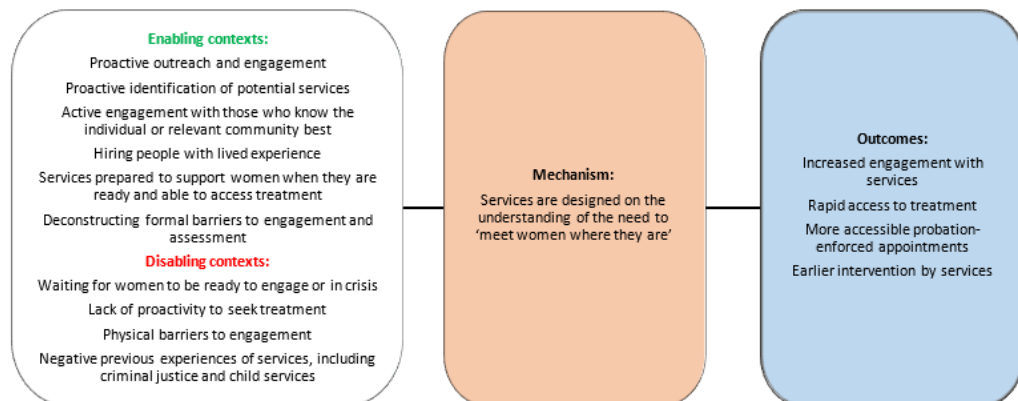 Enabling contexts:
Proactive outreach and engagement
Proactive identification of potential services
Active engagement with those who know the
individual or relevant community best
Hiring people with lived experience
Services prepared to support women when they are
ready and able to access treatment
Deconstructing formal barriers to engagement and
assessment
Disabling contexts:
Waiting for women to be ready to engage or in crisis
Lack of proactivity to seek treatment
Physical barriers to engagement
Negative previous experiences of services, including
criminal justice and child services
Mechanism:
Services are designed on the
understanding of the need to
‘meet women where they are’
Outcomes:
Increased engagement with
services
Rapid access to treatment
More accessible probation-
enforced appointments
Earlier intervention by services